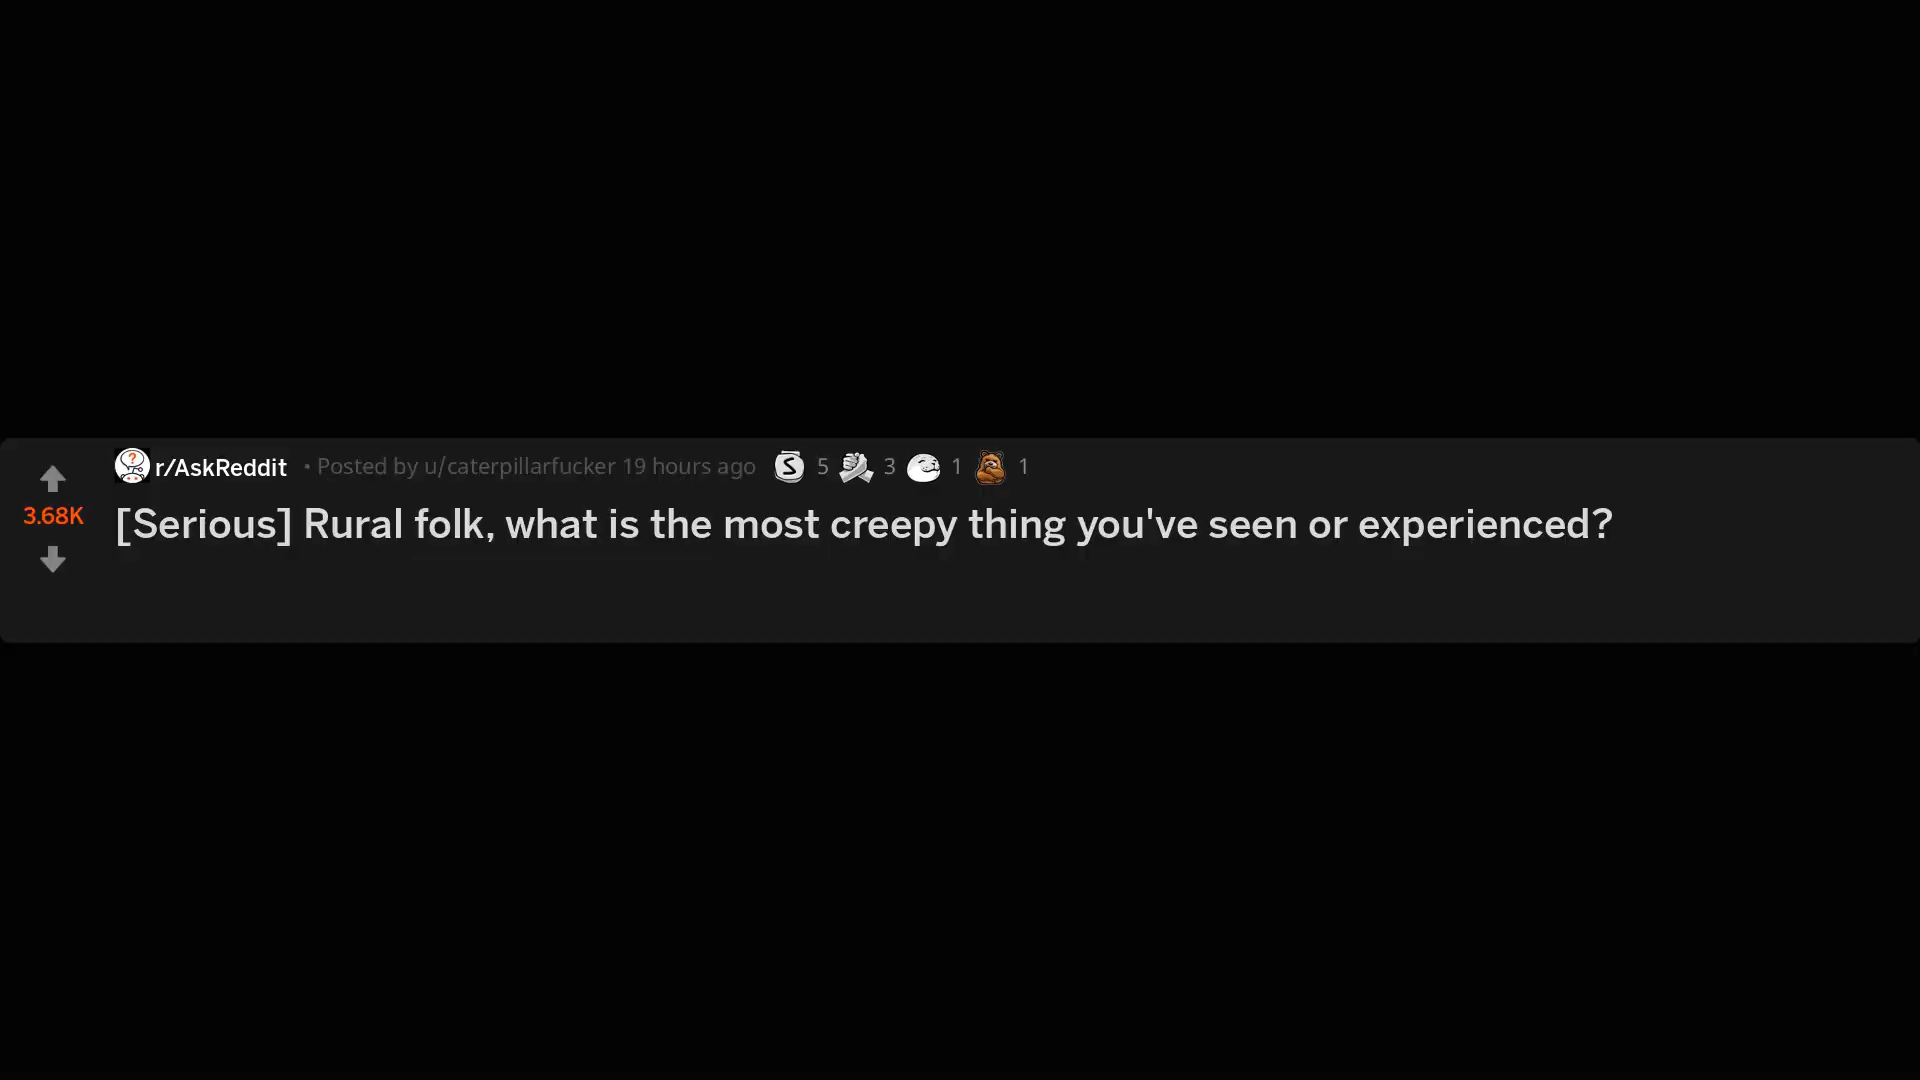 r/AskReddit • Posted by u/caterpillarfucker 19 hours ago 5 3 1 1
3.68K
[Serious] Rural folk, what is the most creepy thing you've seen or experienced?